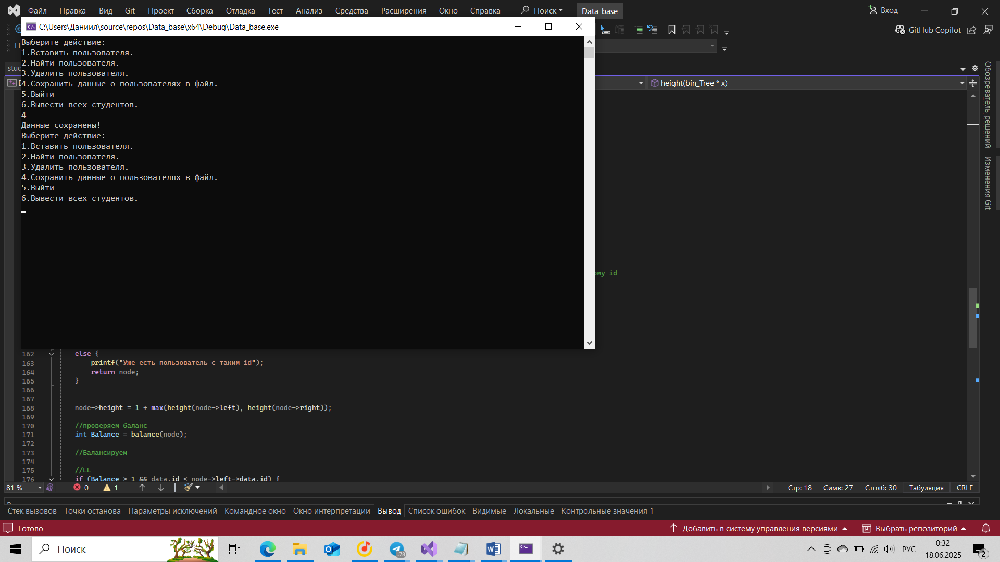 Файл Правка Вид Git Проект Сборка Отладка Тест Анализ Средства Расширения Окно Справка Поиск Data_base Вход
C:\Users\Даниил\source\repos\Data_base\x64\Debug\Data_base.exe
GitHub Copilot
Выберите действие:
1.Вставить пользователя.
2.Найти пользователя.
3.Удалить пользователя.
4.Сохранить данные о пользователях в файл.
5.Выйти
6.Вывести всех студентов.
4
Данные сохранены!
Выберите действие:
1.Вставить пользователя.
2.Найти пользователя.
3.Удалить пользователя.
4.Сохранить данные о пользователях в файл.
5.Выйти
6.Вывести всех студентов.
height(bin_Tree * x)
Обозреватель решений
Изменения Git
ому id
162 else {
163 printf("Уже есть пользователь с таким id");
164 return node;
165 }
166
167
168 node->height = 1 + max(height(node->left), height(node->right));
169
170 //проверяем баланс
171 int Balance = balance(node);
172
173 //Балансируем
174
175 //LL
176 if (Balance > 1 && data.id < node->left->data.id) {
81 % 0 1 Стр: 18 Симв: 27 Столб: 30 Табуляция CRLF
Стек вызовов Точки останова Параметры исключений Командное окно Окно интерпретации Вывод Список ошибок Видимые Локальные Контрольные значения 1
Готово Добавить в систему управления версиями Выбрать репозиторий
Поиск ..78 РУС 0:32
18.06.2025 2